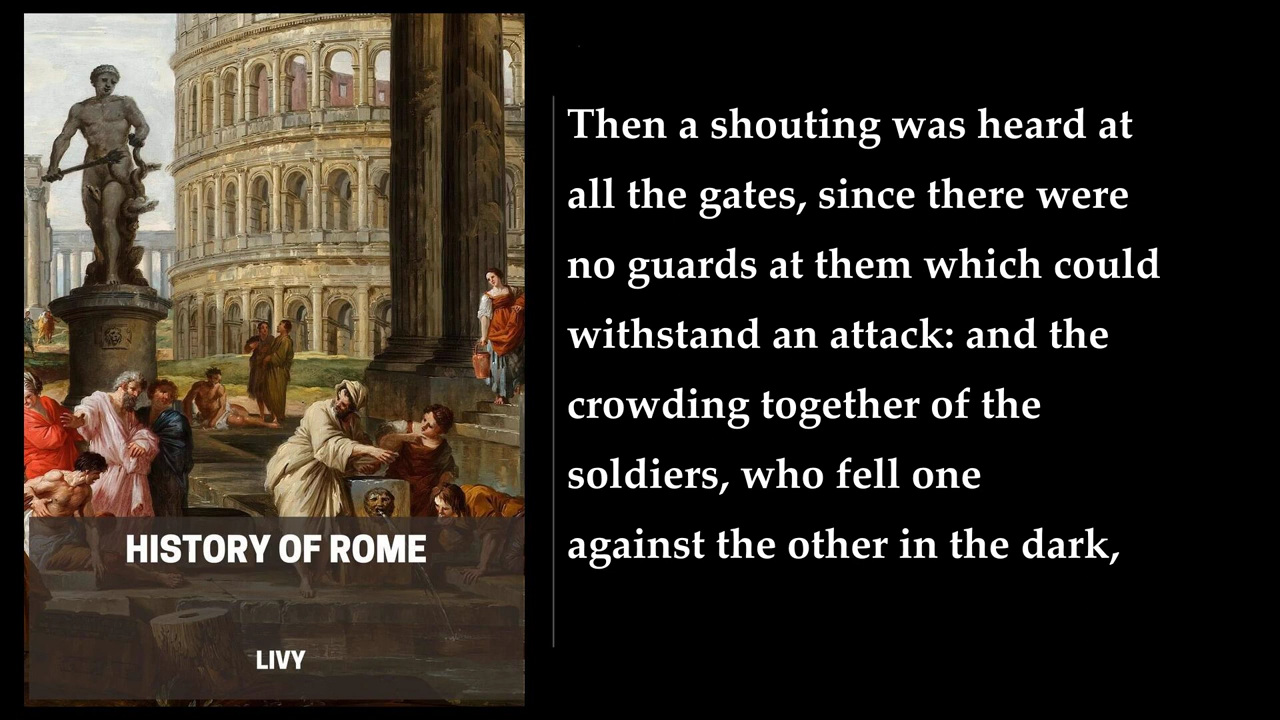 HISTORY OF ROME
LIVY
Then a shouting was heard at
all the gates, since there were
no guards at them which could
withstand an attack: and the
crowding together of the
soldiers, who fell one
against the other in the dark,